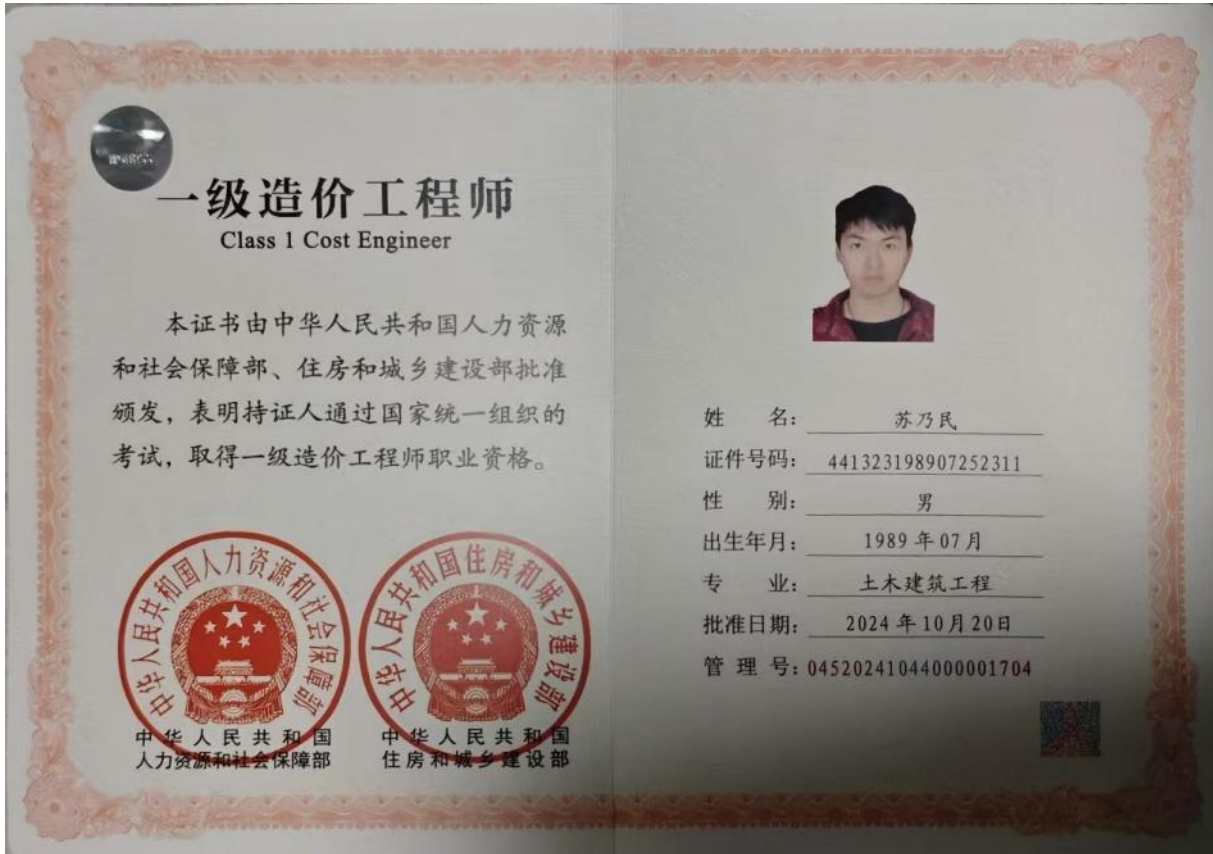 一级造价工程师
Class 1 Cost Engineer
本证书由中华人民共和国人力资源
和社会保障部、住房和城乡建设部批准
颁发，表明持证人通过国家统一组织的
考试，取得一级造价工程师职业资格。
中华人民共和国人力资源和社会保障部
中华人民共和国住房和城乡建设部
中华人民共和国
人力资源和社会保障部
中华人民共和国
住房和城乡建设部
姓 名：苏乃民
证件号码：441323198907252311
性 别：男
出生年月：1989年07月
专 业：土木建筑工程
批准日期：2024年10月20日
管 理 号：04520241044000001704